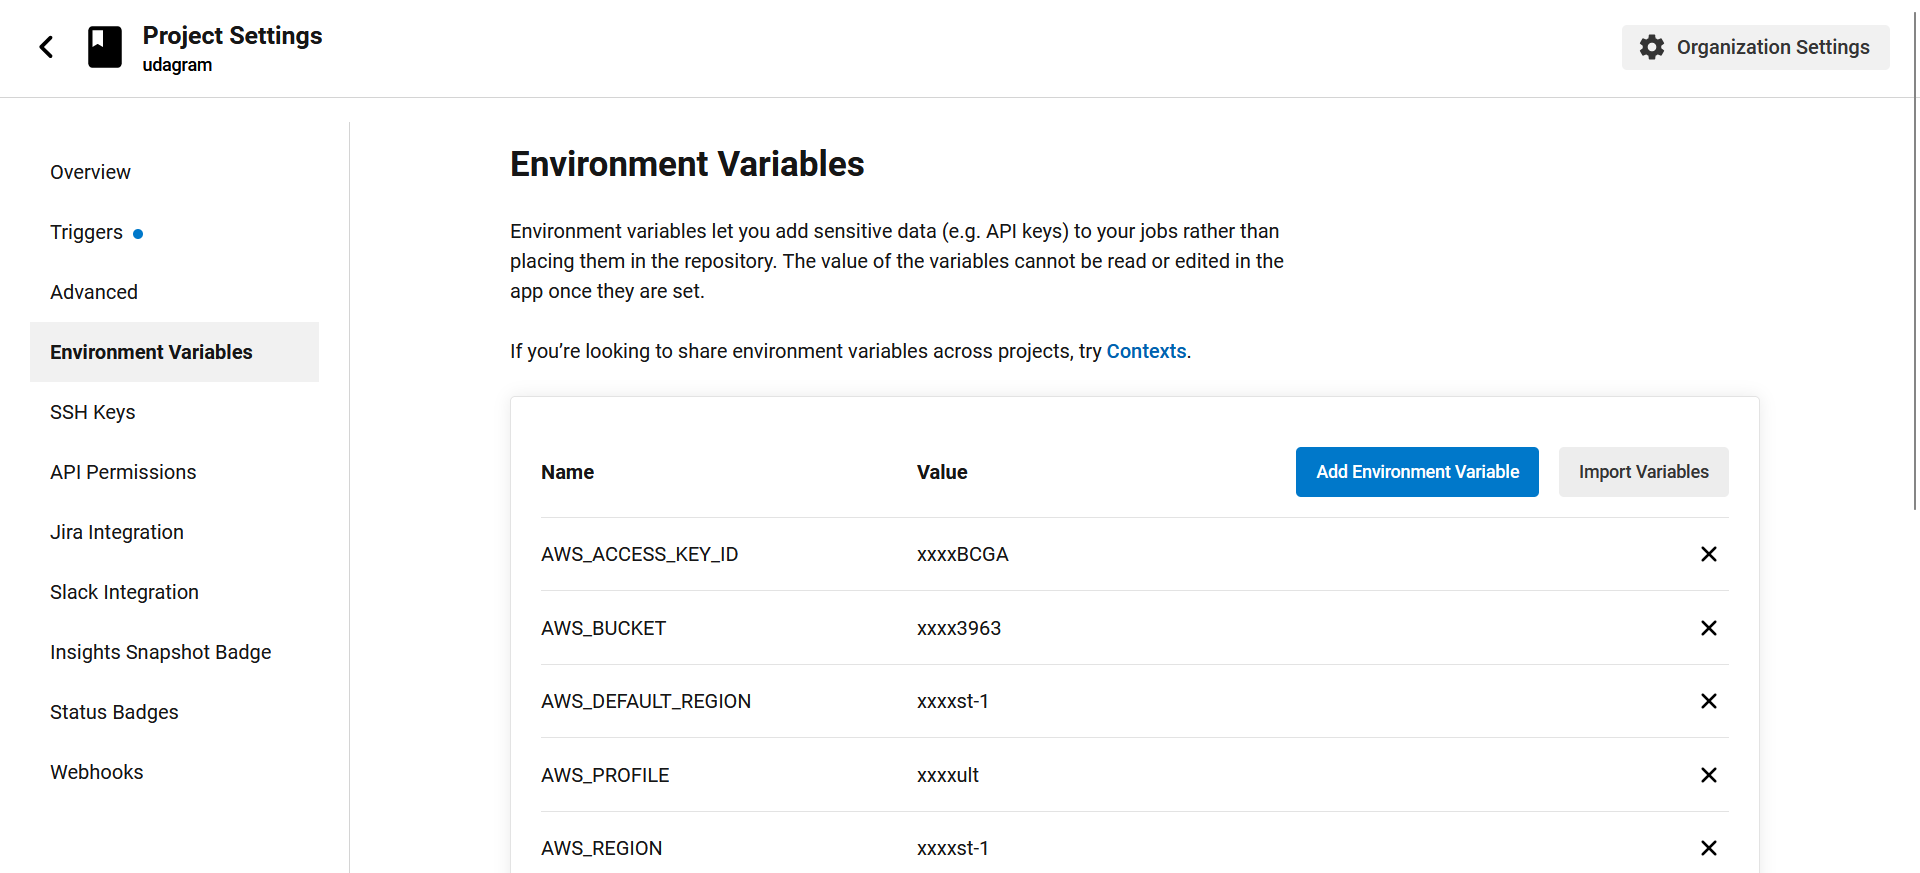 Project Settings
udagram
Organization Settings
Overview
Triggers
Advanced
Environment Variables
SSH Keys
API Permissions
Jira Integration
Slack Integration
Insights Snapshot Badge
Status Badges
Webhooks
Environment Variables
Environment variables let you add sensitive data (e.g. API keys) to your jobs rather than
placing them in the repository. The value of the variables cannot be read or edited in the
app once they are set.
If you’re looking to share environment variables across projects, try Contexts.
Name Value Add Environment Variable Import Variables
AWS_ACCESS_KEY_ID xxxxBCGA
AWS_BUCKET xxxx3963
AWS_DEFAULT_REGION xxxxst-1
AWS_PROFILE xxxxult
AWS_REGION xxxxst-1